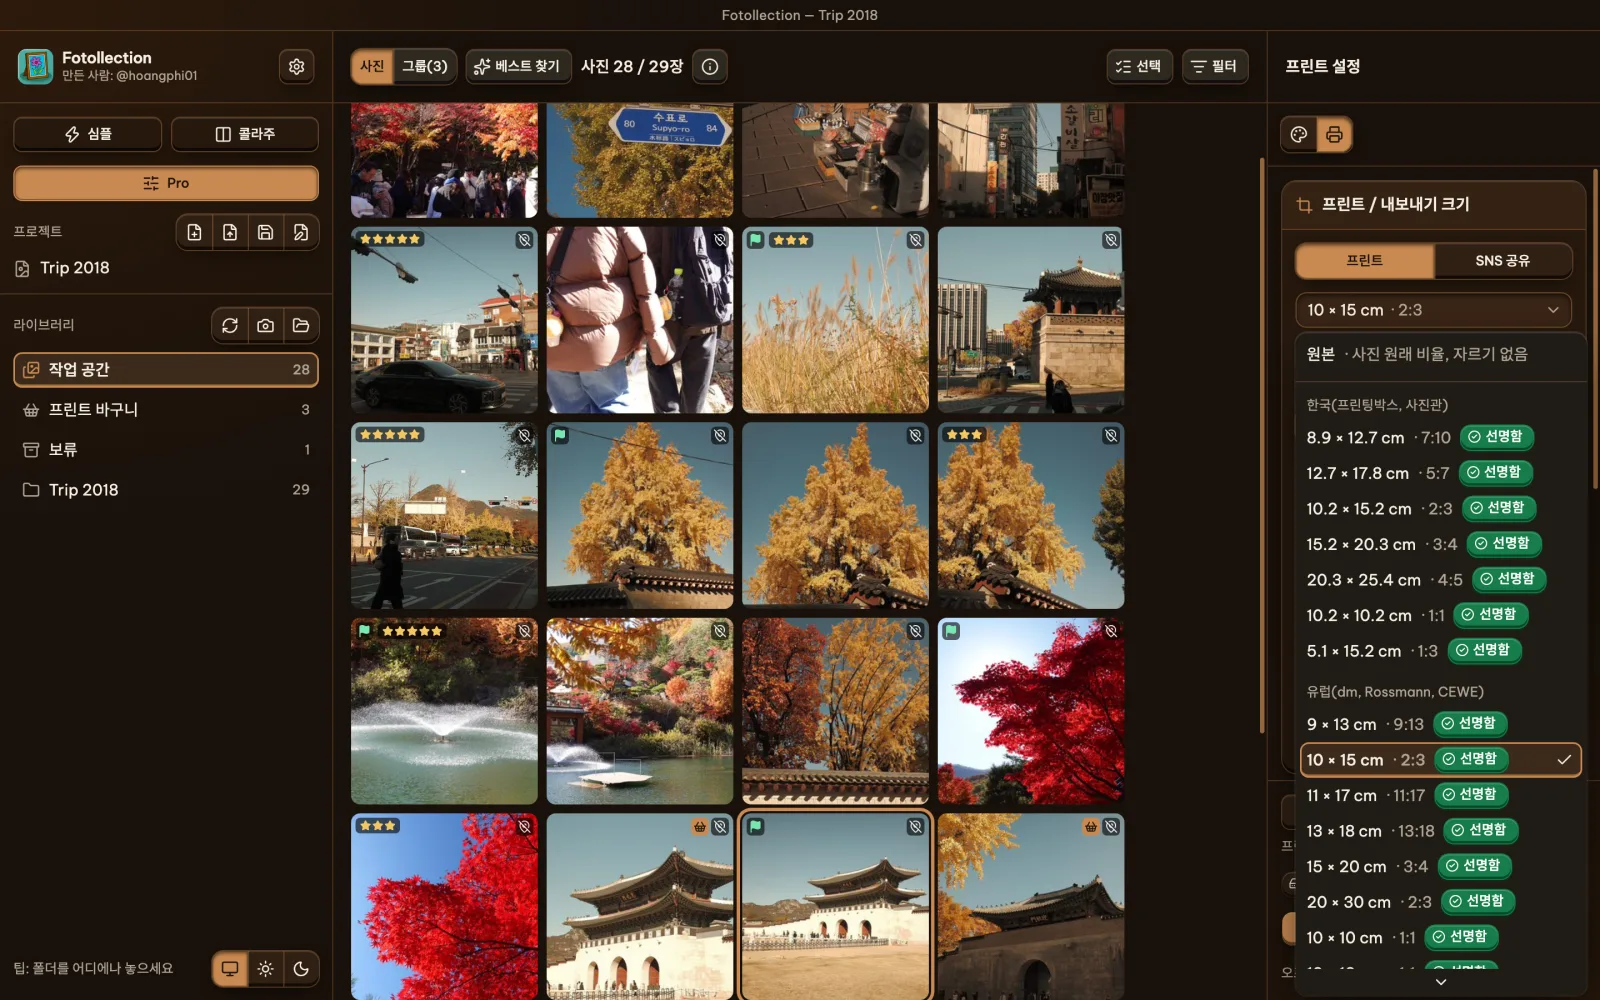 Fotollection — Trip 2018
Fotollection
만든 사람: @hoangphi01
심플
콜라주
Pro
프로젝트
Trip 2018
라이브러리
작업 공간 28
프린트 바구니 3
보류 1
Trip 2018 29
팁: 폴더를 어디에나 놓으세요
사진
그룹(3)
베스트 찾기
사진 28 / 29장
선택
필터
80 수표로 84
Supyo-ro
프린트 설정
프린트 / 내보내기 크기
프린트
SNS 공유
10 × 15 cm · 2:3
원본 · 사진 원래 비율, 자르기 없음
한국(프린팅박스, 사진관)
8.9 × 12.7 cm · 7:10 선명함
12.7 × 17.8 cm · 5:7 선명함
10.2 × 15.2 cm · 2:3 선명함
15.2 × 20.3 cm · 3:4 선명함
20.3 × 25.4 cm · 4:5 선명함
10.2 × 10.2 cm · 1:1 선명함
5.1 × 15.2 cm · 1:3 선명함
유럽(dm, Rossmann, CEWE)
9 × 13 cm · 9:13 선명함
10 × 15 cm · 2:3 선명함
11 × 17 cm · 11:17 선명함
13 × 18 cm · 13:18 선명함
15 × 20 cm · 3:4 선명함
20 × 30 cm · 2:3 선명함
10 × 10 cm · 1:1 선명함